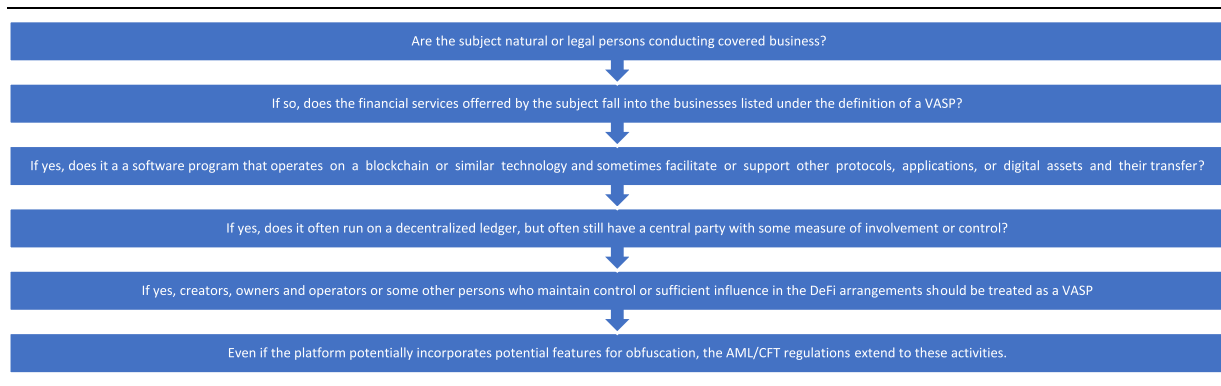 Are the subject natural or legal persons conducting covered business?
If so, does the financial services offerred by the subject fall into the businesses listed under the definition of a VASP?
If yes, does it a a software program that operates on a blockchain or similar technology and sometimes facilitate or support other protocols, applications, or digital assets and their transfer?
If yes, does it often run on a decentralized ledger, but often still have a central party with some measure of involvement or control?
If yes, creators, owners and operators or some other persons who maintain control or sufficient influence in the DeFi arrangements should be treated as a VASP
Even if the platform potentially incorporates potential features for obfuscation, the AML/CFT regulations extend to these activities.